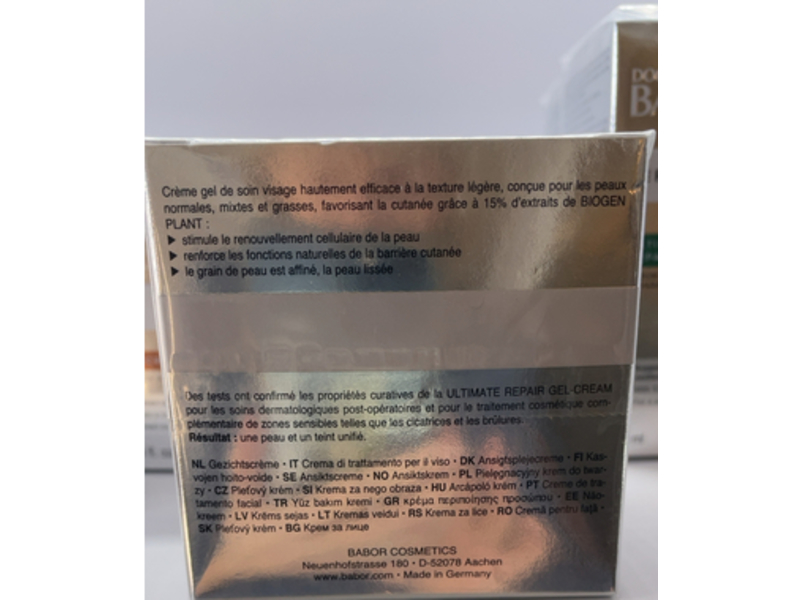 DOC
BA
Crème gel de soin visage hautement efficace à la texture légère, conçue pour les peaux
normales, mixtes et grasses, favorisant la cutanée grâce à 15% d'extraits de BIOGEN
PLANT :
▶ stimule le renouvellement cellulaire de la peau
▶ renforce les fonctions naturelles de la barrière cutanée
▶ le grain de peau est affiné, la peau lissée
Des tests ont confirmé les propriétés curatives de la ULTIMATE REPAIR GEL-CREAM
pour les soins dermatologiques post-opératoires et pour le traitement cosmétique com-
plémentaire de zones sensibles telles que les cicatrices et les brûlures.
Résultat : une peau et un teint unifié.
NL Gezichtscrème • IT Crema di trattamento per il viso • DK Ansigtsplejecreme • FI Kas-
vojen hoito-voide • SE Ansiktscreme • NO Ansiktskrem • PL Pielęgnacyjny krem do twar-
zy • CZ Pleťový krém • SI Krema za nego obraza • HU Arcápoló krém • PT Creme de tra-
tamento facial • TR Yüz bakım kremi • GR κρέμα περιποίησης προσώπου • EE Näo-
kreem • LV Krēms sejas • LT Kremas veidui • RS Krema za lice • RO Cremă pentru faţă •
SK Pleťový krém • BG Крем за лице
BABOR COSMETICS
Neuenhofstrasse 180 • D-52078 Aachen
www.babor.com • Made in Germany